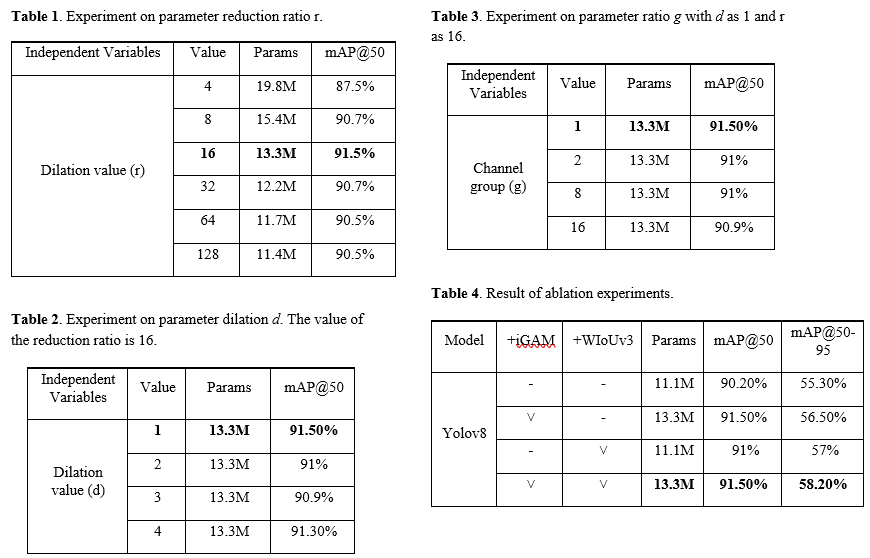 Table 1. Experiment on parameter reduction ratio r.
Independent Variables Value Params mAP@50
Dilation value (r)
4 19.8M 87.5%
8 15.4M 90.7%
16 13.3M 91.5%
32 12.2M 90.7%
64 11.7M 90.5%
128 11.4M 90.5%
Table 2. Experiment on parameter dilation d. The value of
the reduction ratio is 16.
Independent
Variables
Value Params mAP@50
Dilation
value (d)
1 13.3M 91.50%
2 13.3M 91%
3 13.3M 90.9%
4 13.3M 91.30%
Table 3. Experiment on parameter ratio g with d as 1 and r
as 16.
Independent
Variables
Value Params mAP@50
Channel
group (g)
1 13.3M 91.50%
2 13.3M 91%
8 13.3M 91%
16 13.3M 90.9%
Table 4. Result of ablation experiments.
Model +iGAM +WIoUv3 Params mAP@50 mAP@50-
95
Yolov8
- - 11.1M 90.20% 55.30%
V - 13.3M 91.50% 56.50%
- V 11.1M 91% 57%
V V 13.3M 91.50% 58.20%